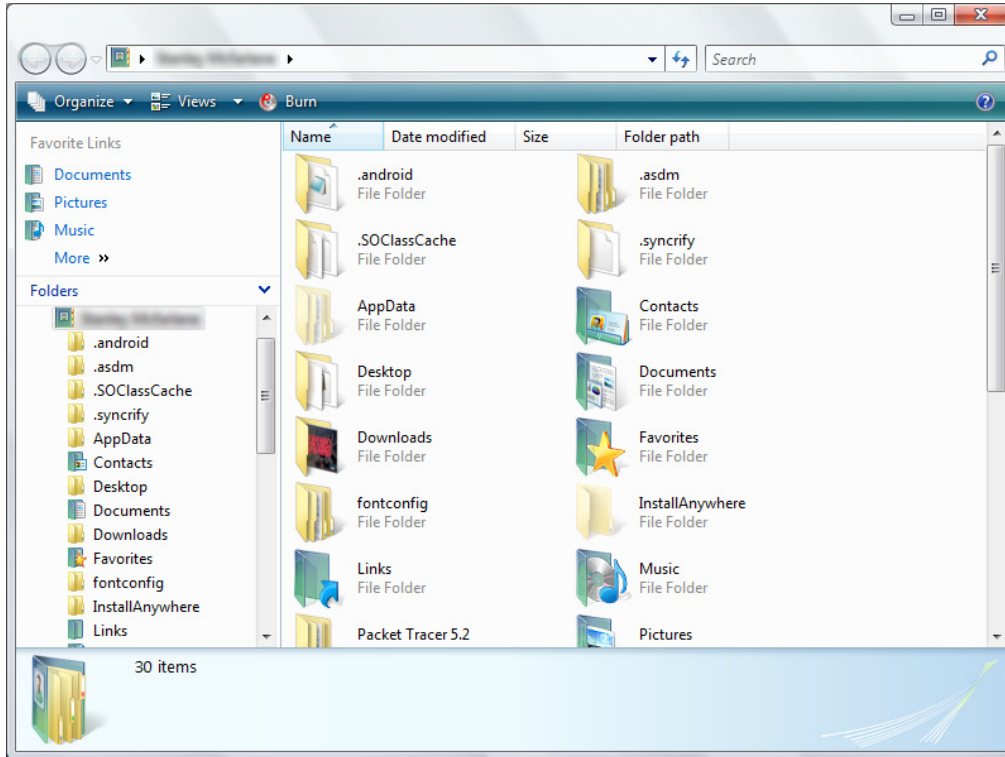 Search
Organize Views Burn
Favorite Links
Documents
Pictures
Music
More »
Folders
.android
.asdm
.SOClassCache
.syncrify
AppData
Contacts
Desktop
Documents
Downloads
Favorites
fontconfig
InstallAnywhere
Links
Name Date modified Size Folder path
.android
File Folder
.asdm
File Folder
.SOClassCache
File Folder
.syncrify
File Folder
AppData
File Folder
Contacts
File Folder
Desktop
File Folder
Documents
File Folder
Downloads
File Folder
Favorites
File Folder
fontconfig
File Folder
InstallAnywhere
File Folder
Links
File Folder
Music
File Folder
Packet Tracer 5.2
Pictures
30 items